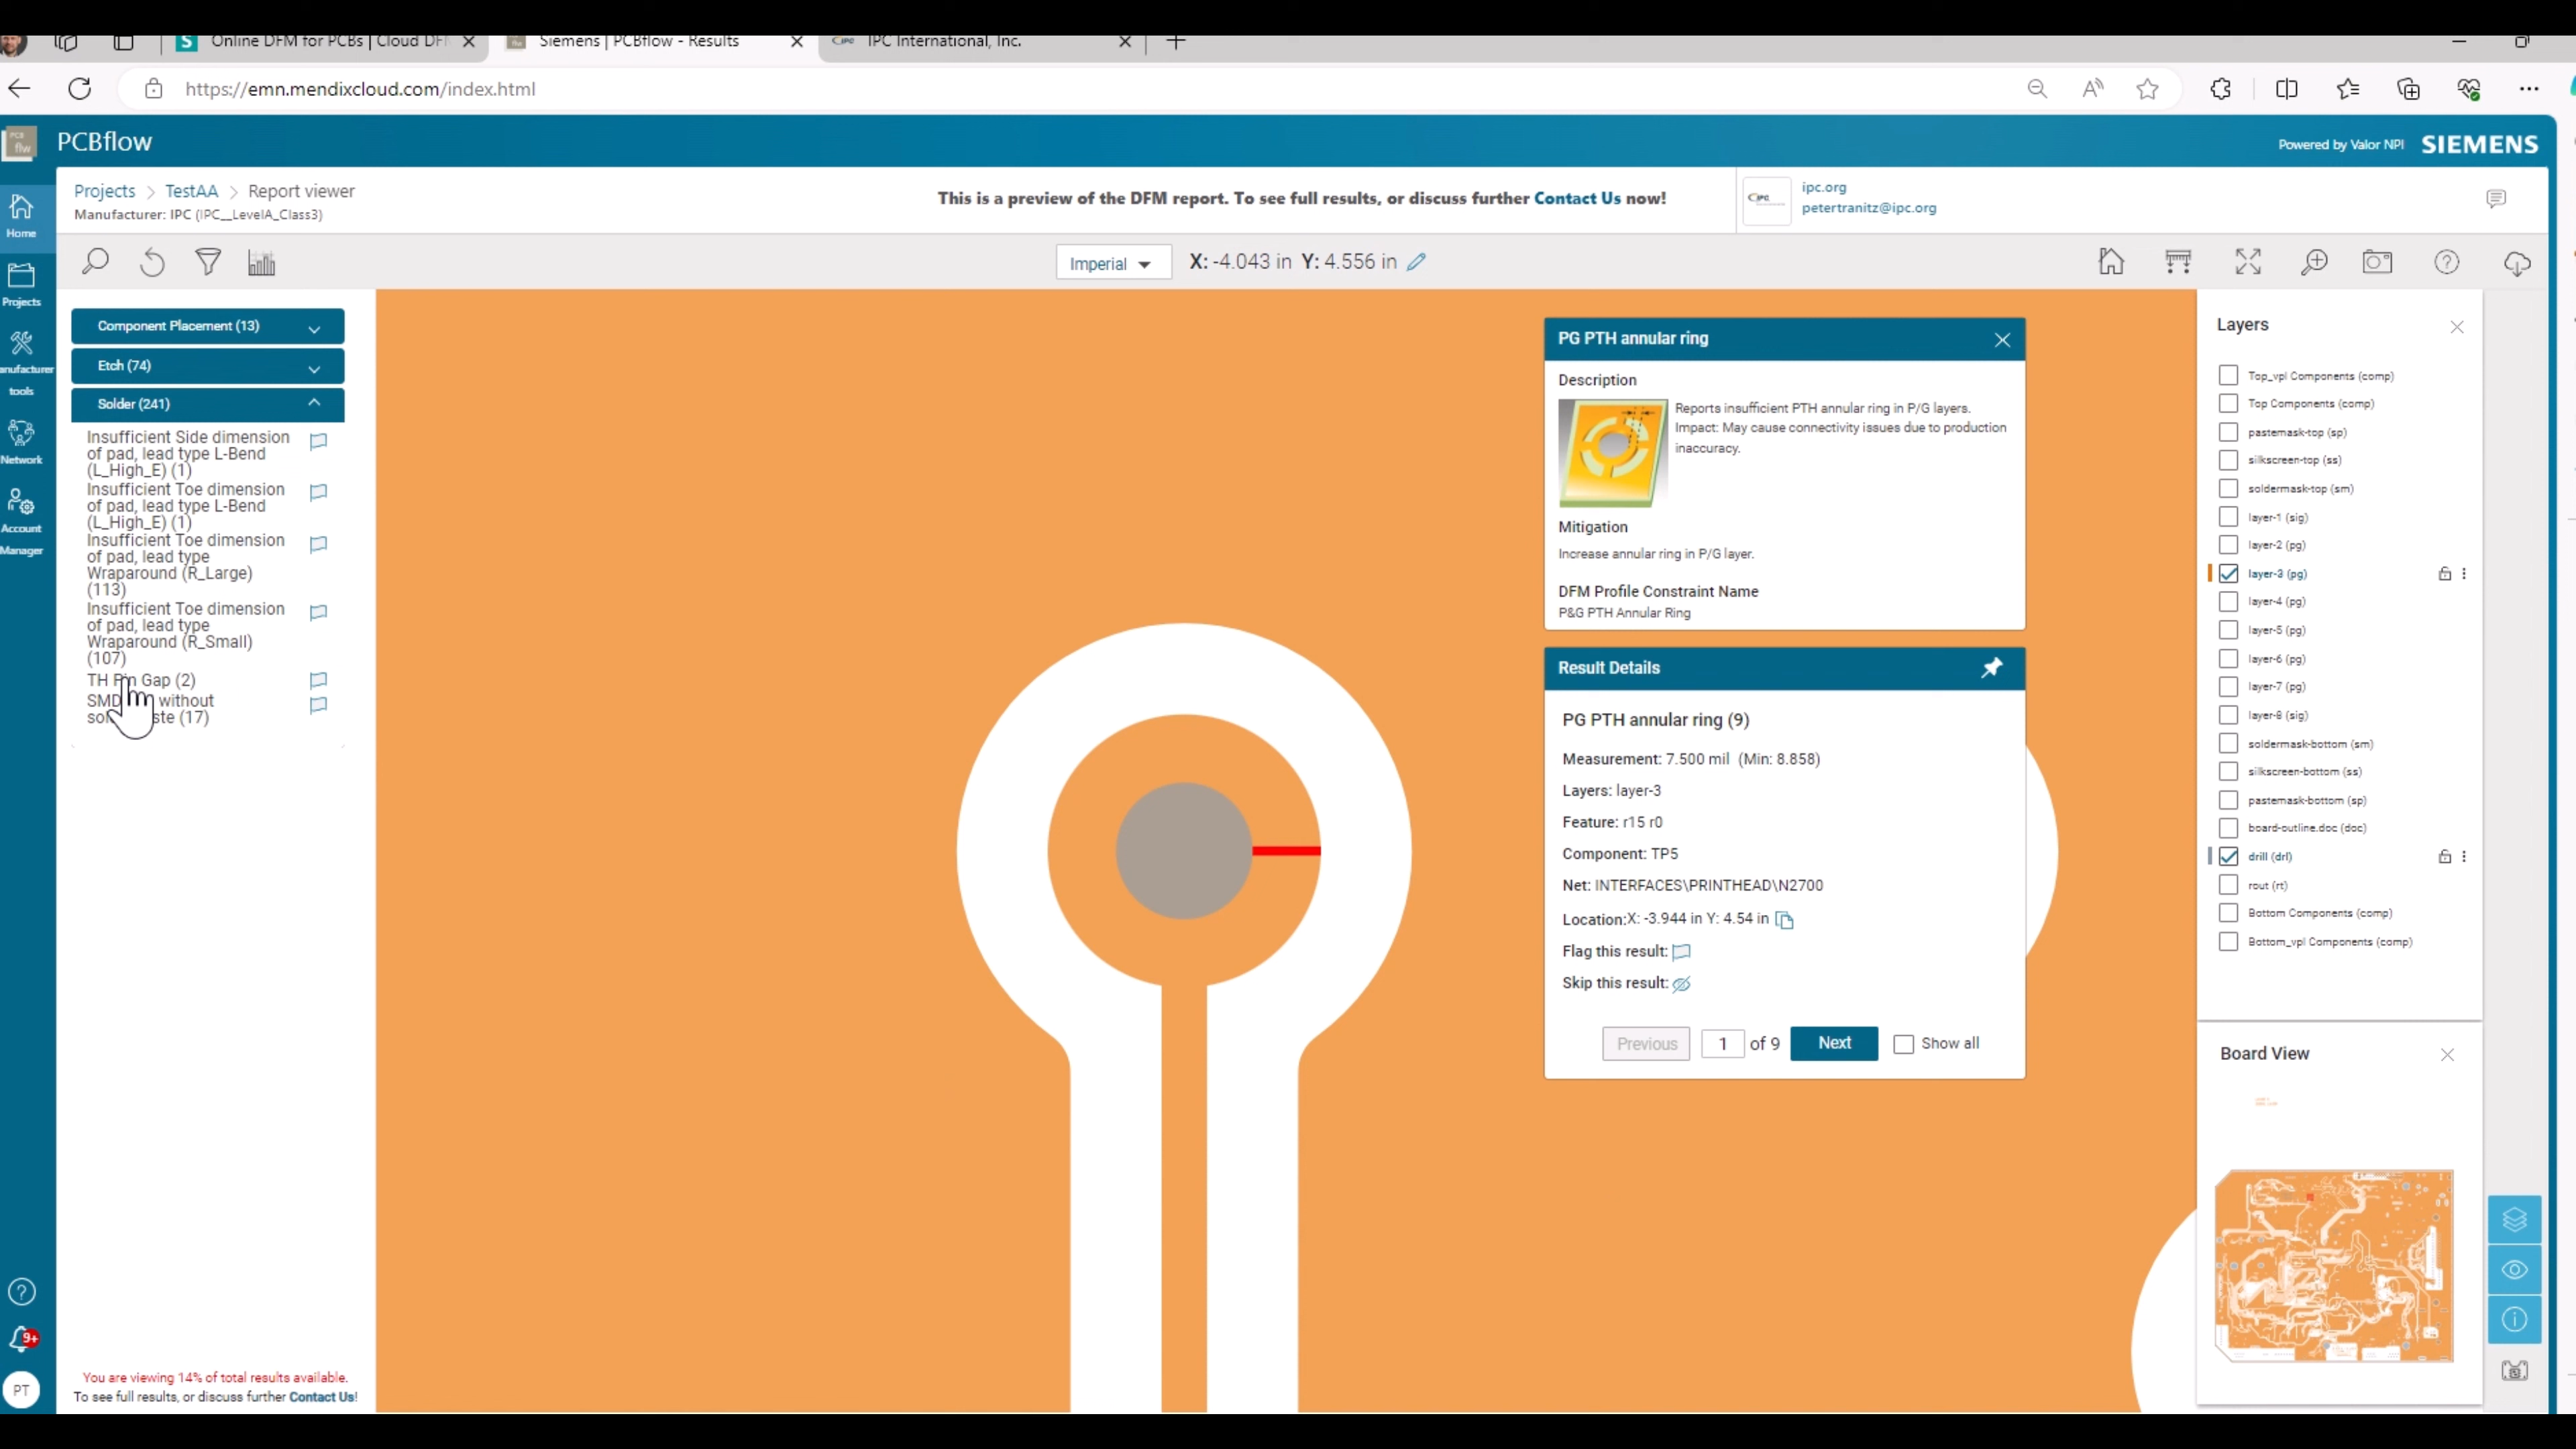 Online DFM for PCBs | Cloud DFM
Siemens | PCBflow - Results
IPC International, Inc.
https://emn.mendixcloud.com/index.html
PCB
flw
PCBflow
Powered by Valor NPI SIEMENS
Projects > TestAA > Report viewer
Manufacturer: IPC (IPC__LevelA_Class3)
This is a preview of the DFM report. To see full results, or discuss further Contact Us now!
IPC
ipc.org
petertranitz@ipc.org
Home
Projects
anufacturer
tools
Network
Account
Manager
9+
PT
Imperial
X: -4.043 in Y: 4.556 in
Component Placement (13)
Etch (74)
Solder (241)
Insufficient Side dimension
of pad, lead type L-Bend
(L_High_E) (1)
Insufficient Toe dimension
of pad, lead type L-Bend
(L_High_E) (1)
Insufficient Toe dimension
of pad, lead type
Wraparound (R_Large)
(113)
Insufficient Toe dimension
of pad, lead type
Wraparound (R_Small)
(107)
TH Pin Gap (2)
SMD without
ste (17)
You are viewing 14% of total results available.
To see full results, or discuss further Contact Us!
PG PTH annular ring
Description
Reports insufficient PTH annular ring in P/G layers.
Impact: May cause connectivity issues due to production
inaccuracy.
Mitigation
Increase annular ring in P/G layer.
DFM Profile Constraint Name
P&G PTH Annular Ring
Result Details
PG PTH annular ring (9)
Measurement: 7.500 mil (Min: 8.858)
Layers: layer-3
Feature: r15 r0
Component: TP5
Net: INTERFACES\PRINTHEAD\N2700
Location:X: -3.944 in Y: 4.54 in
Flag this result:
Skip this result:
Previous 1 of 9 Next Show all
Layers
Top_vpl Components (comp)
Top Components (comp)
pastemask-top (sp)
silkscreen-top (ss)
soldermask-top (sm)
layer-1 (sig)
layer-2 (pg)
layer-3 (pg)
layer-4 (pg)
layer-5 (pg)
layer-6 (pg)
layer-7 (pg)
layer-8 (sig)
soldermask-bottom (sm)
silkscreen-bottom (ss)
pastemask-bottom (sp)
board-outline.doc (doc)
drill (drl)
rout (rt)
Bottom Components (comp)
Bottom_vpl Components (comp)
Board View